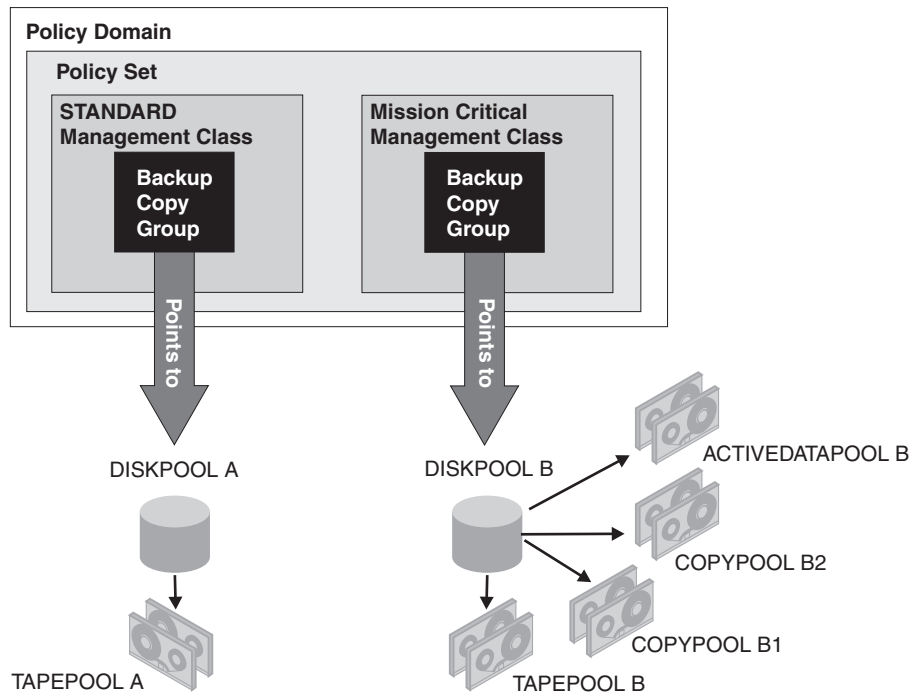 Policy Domain
Policy Set
STANDARD
Management Class
Backup
Copy
Group
Points to
Mission Critical
Management Class
Backup
Copy
Group
Points to
DISKPOOL A
DISKPOOL B
ACTIVEDATAPOOL B
COPYPOOL B2
COPYPOOL B1
TAPEPOOL A
TAPEPOOL B